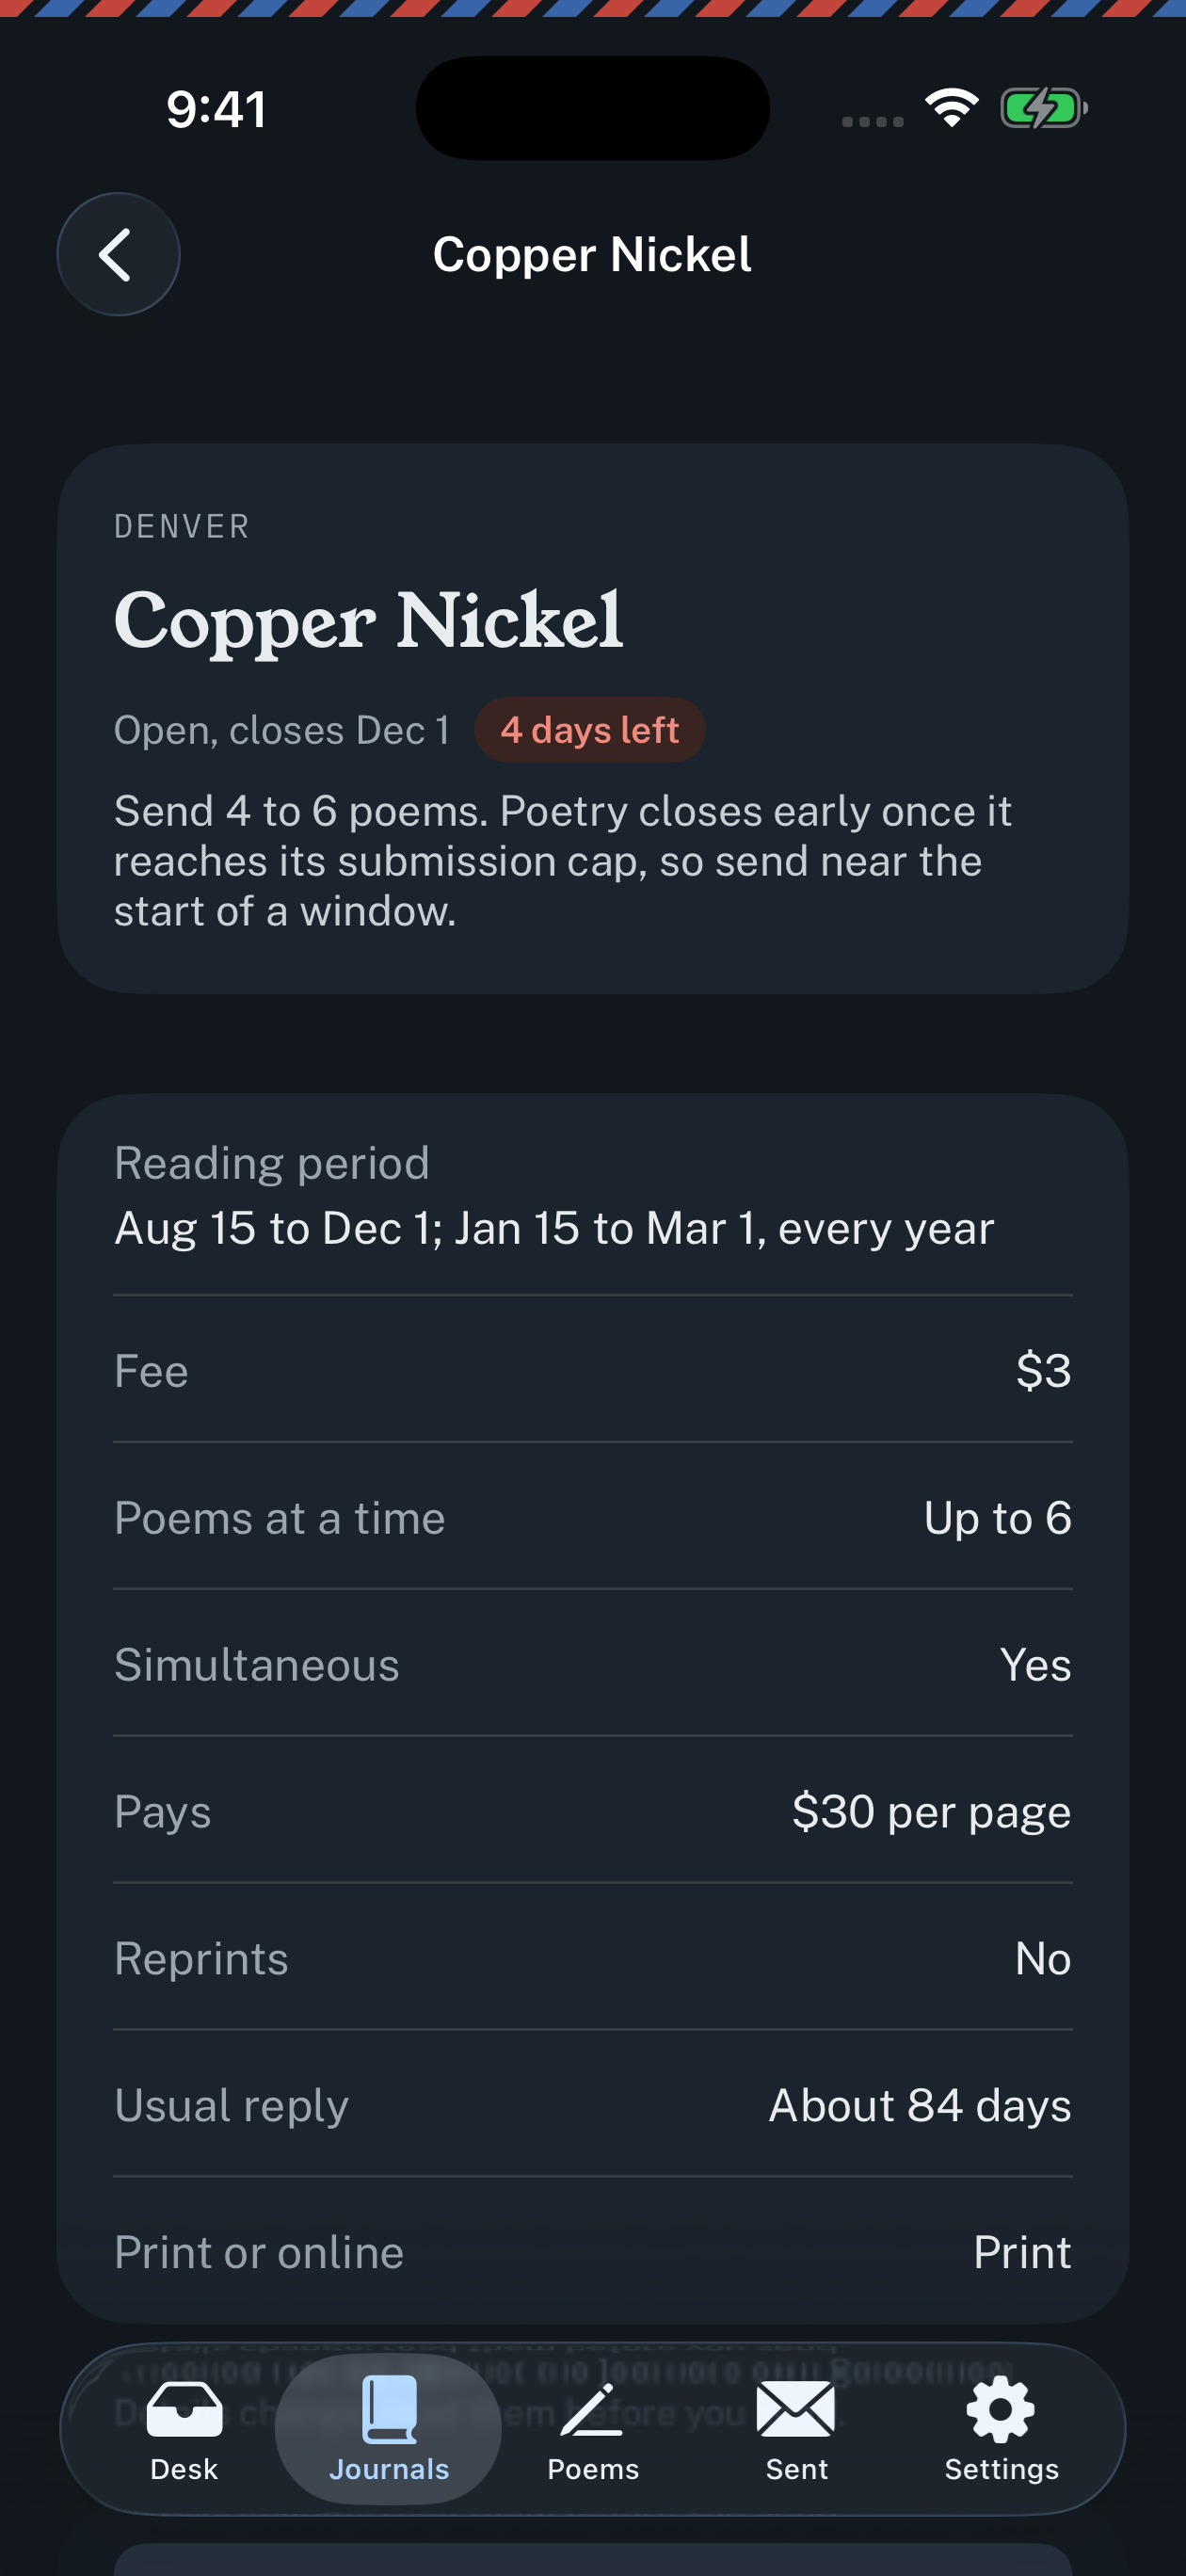 9:41
Copper Nickel
DENVER
Copper Nickel
Open, closes Dec 1
4 days left
Send 4 to 6 poems. Poetry closes early once it
reaches its submission cap, so send near the
start of a window.
Reading period
Aug 15 to Dec 1; Jan 15 to Mar 1, every year
Fee
$3
Poems at a time
Up to 6
Simultaneous
Yes
Pays
$30 per page
Reprints
No
Usual reply
About 84 days
Print or online
Print
Desk
Journals
Poems
Sent
Settings